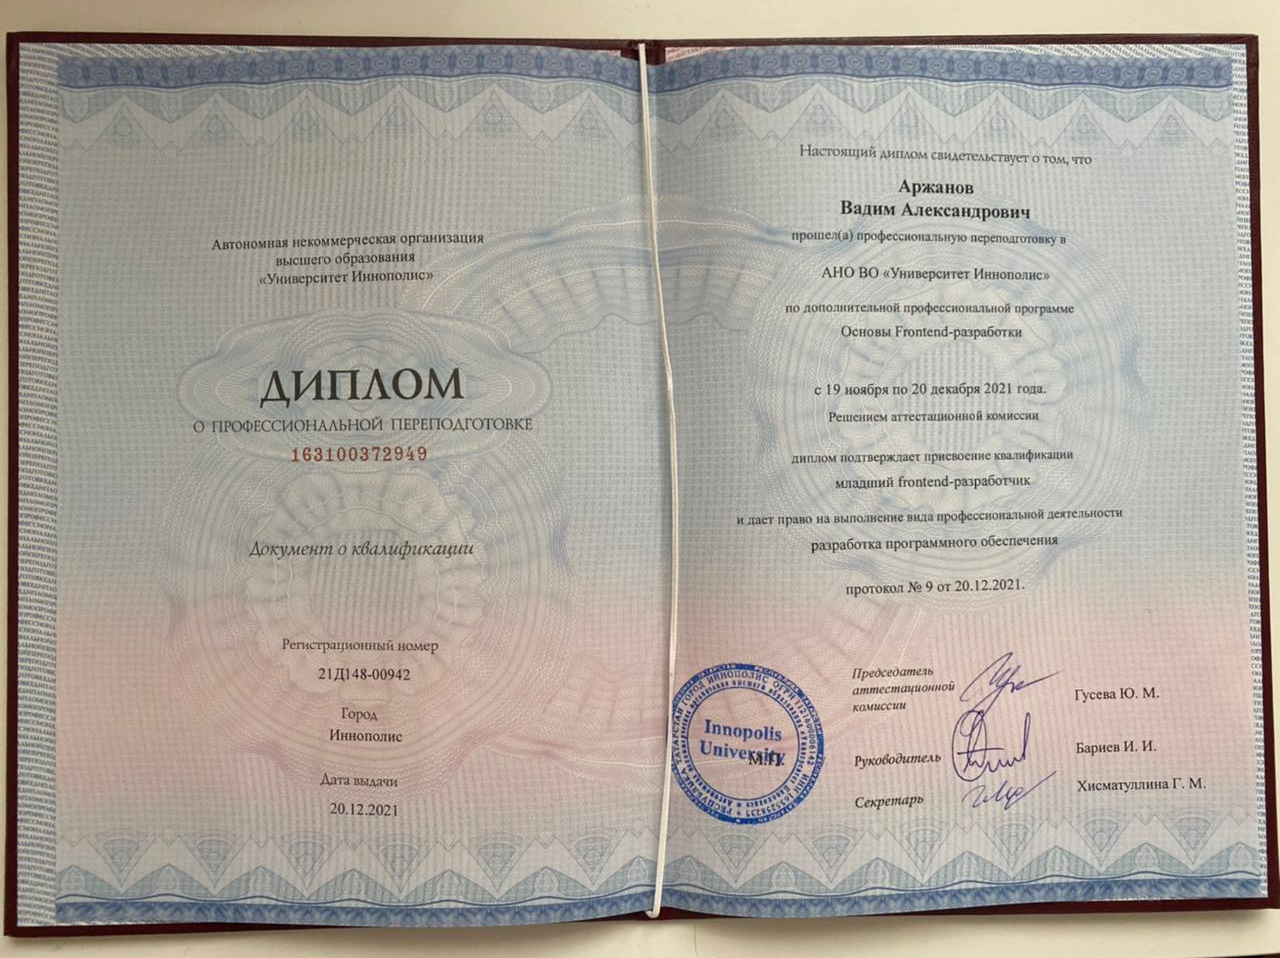 Автономная некоммерческая организация
высшего образования
«Университет Иннополис»
ДИПЛОМ
О ПРОФЕССИОНАЛЬНОЙ ПЕРЕПОДГОТОВКЕ
163100372949
Документ о квалификации
Регистрационный номер
21Д148-00942
Город
Иннополис
Дата выдачи
20.12.2021
Настоящий диплом свидетельствует о том, что
Аржанов
Вадим Александрович
прошел(а) профессиональную переподготовку в
АНО ВО «Университет Иннополис»
по дополнительной профессиональной программе
Основы Frontend-разработки
с 19 ноября по 20 декабря 2021 года.
Решением аттестационной комиссии
диплом подтверждает присвоение квалификации
младший frontend-разработчик
и дает право на выполнение вида профессиональной деятельности
разработка программного обеспечения
протокол № 9 от 20.12.2021.
Председатель
аттестационной
комиссии
Гусева Ю. М.
Руководитель
Бариев И. И.
Секретарь
Хисматуллина Г. М.
М.П.
Innopolis
University